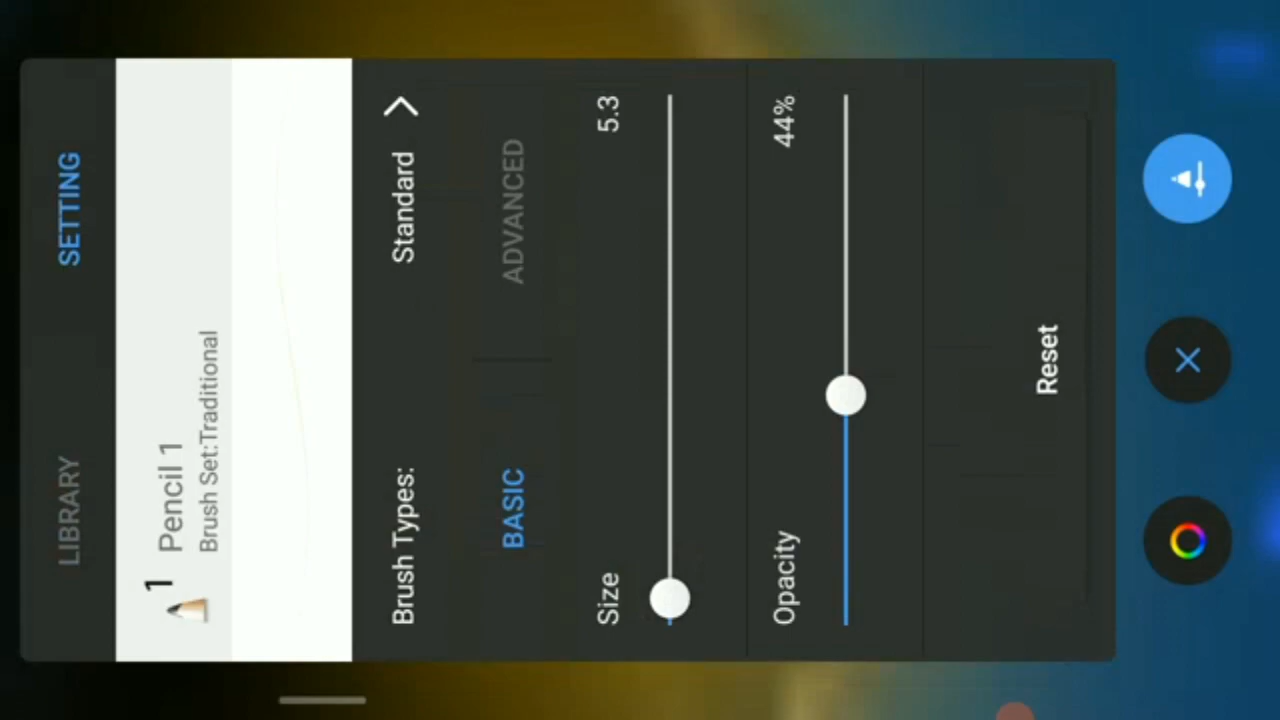 LIBRARY SETTING
1 Pencil 1
Brush Set:Traditional
Brush Types: Standard
BASIC ADVANCED
Size 5.3
Opacity 44%
Reset